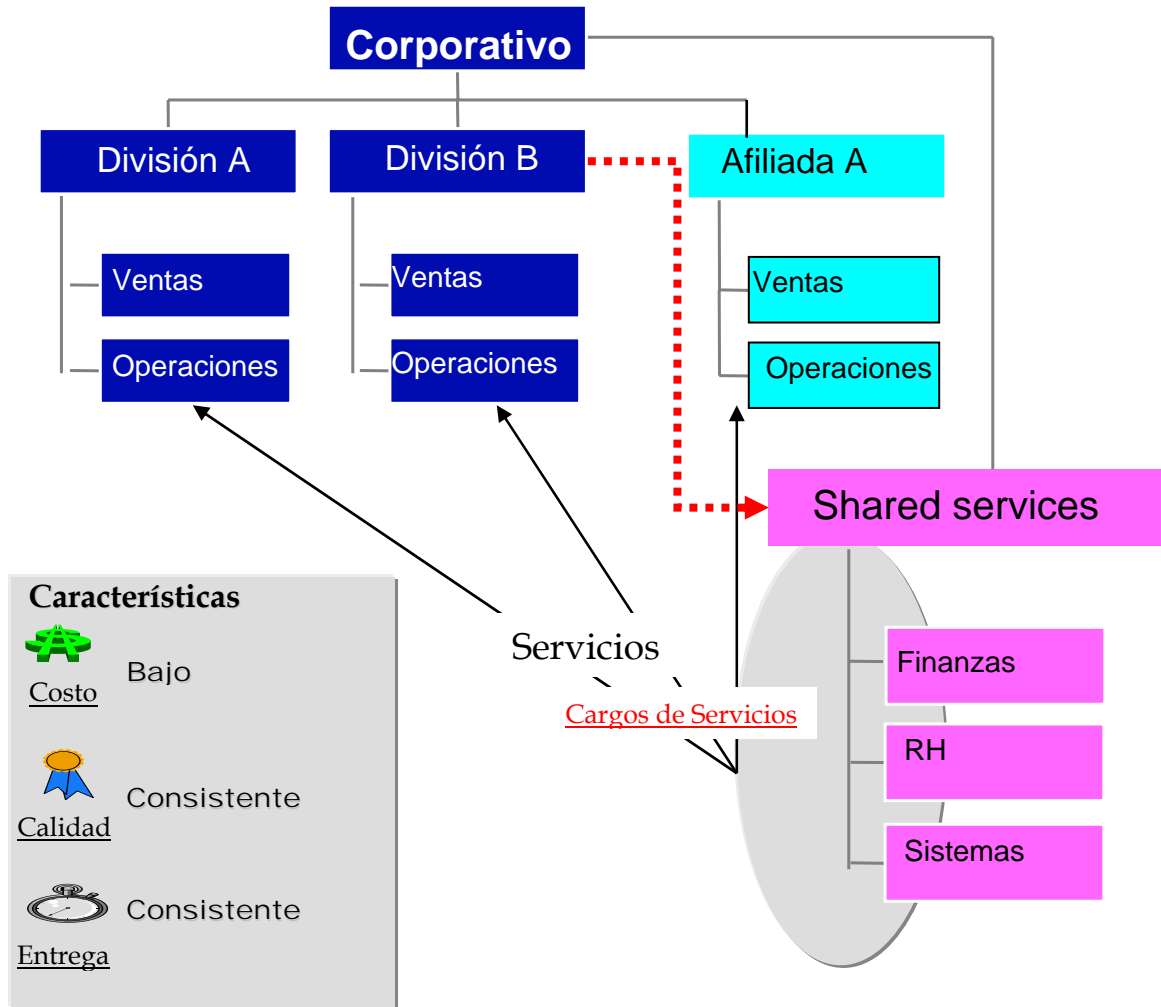 Corporativo
División A
División B
Afiliada A
Ventas
Ventas
Ventas
Operaciones
Operaciones
Operaciones
Shared services
Características
Costo
Bajo
Calidad
Consistente
Entrega
Consistente
Servicios
Cargos de Servicios
Finanzas
RH
Sistemas